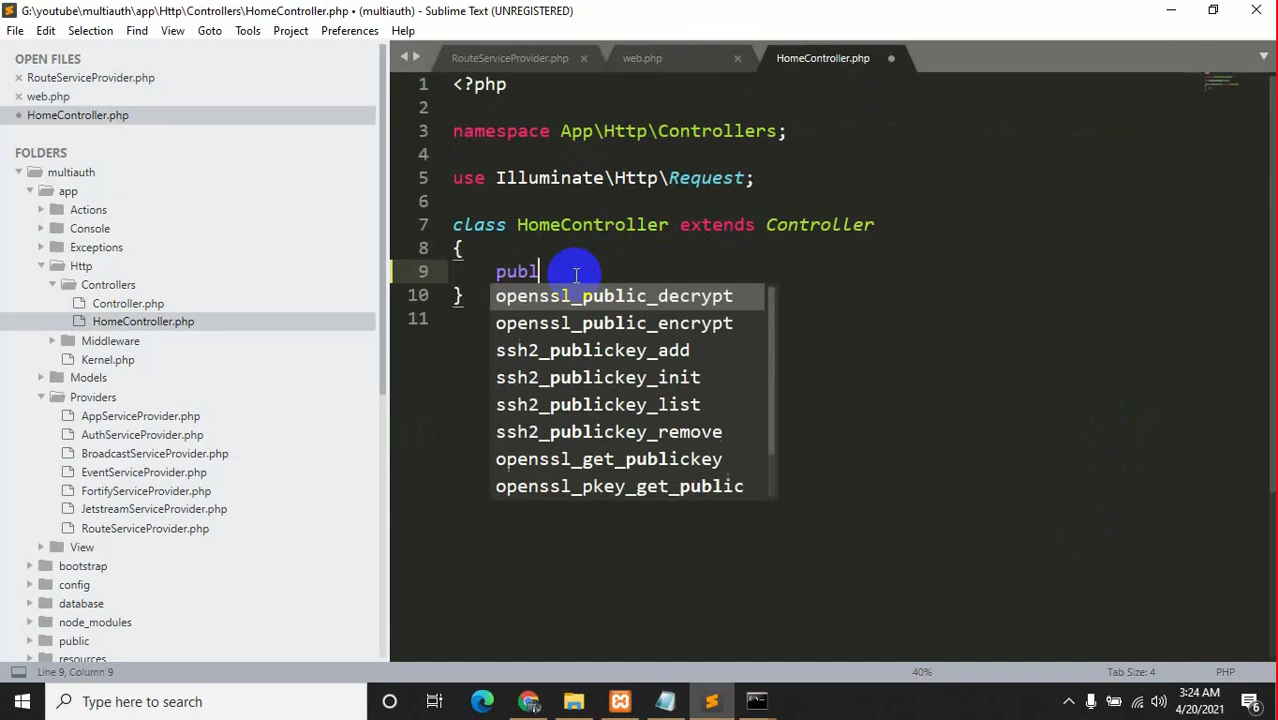 G:\youtube\multiauth\app\Http\Controllers\HomeController.php • (multiauth) - Sublime Text (UNREGISTERED)
File Edit Selection Find View Goto Tools Project Preferences Help
OPEN FILES
RouteServiceProvider.php
web.php
HomeController.php
FOLDERS
multiauth
app
Actions
Console
Exceptions
Http
Controllers
Controller.php
HomeController.php
Middleware
Kernel.php
Models
Providers
AppServiceProvider.php
AuthServiceProvider.php
BroadcastServiceProvider.php
EventServiceProvider.php
FortifyServiceProvider.php
JetstreamServiceProvider.php
RouteServiceProvider.php
View
bootstrap
config
database
node_modules
public
resources
RouteServiceProvider.php web.php HomeController.php
1 <?php
2
3 namespace App\Http\Controllers;
4
5 use Illuminate\Http\Request;
6
7 class HomeController extends Controller
8 {
9 publ
10 }
11
openssl_public_decrypt
openssl_public_encrypt
ssh2_publickey_add
ssh2_publickey_init
ssh2_publickey_list
ssh2_publickey_remove
openssl_get_publickey
openssl_pkey_get_public
Line 9, Column 9 40% Tab Size: 4 PHP
Type here to search
3:24 AM
4/20/2021
6